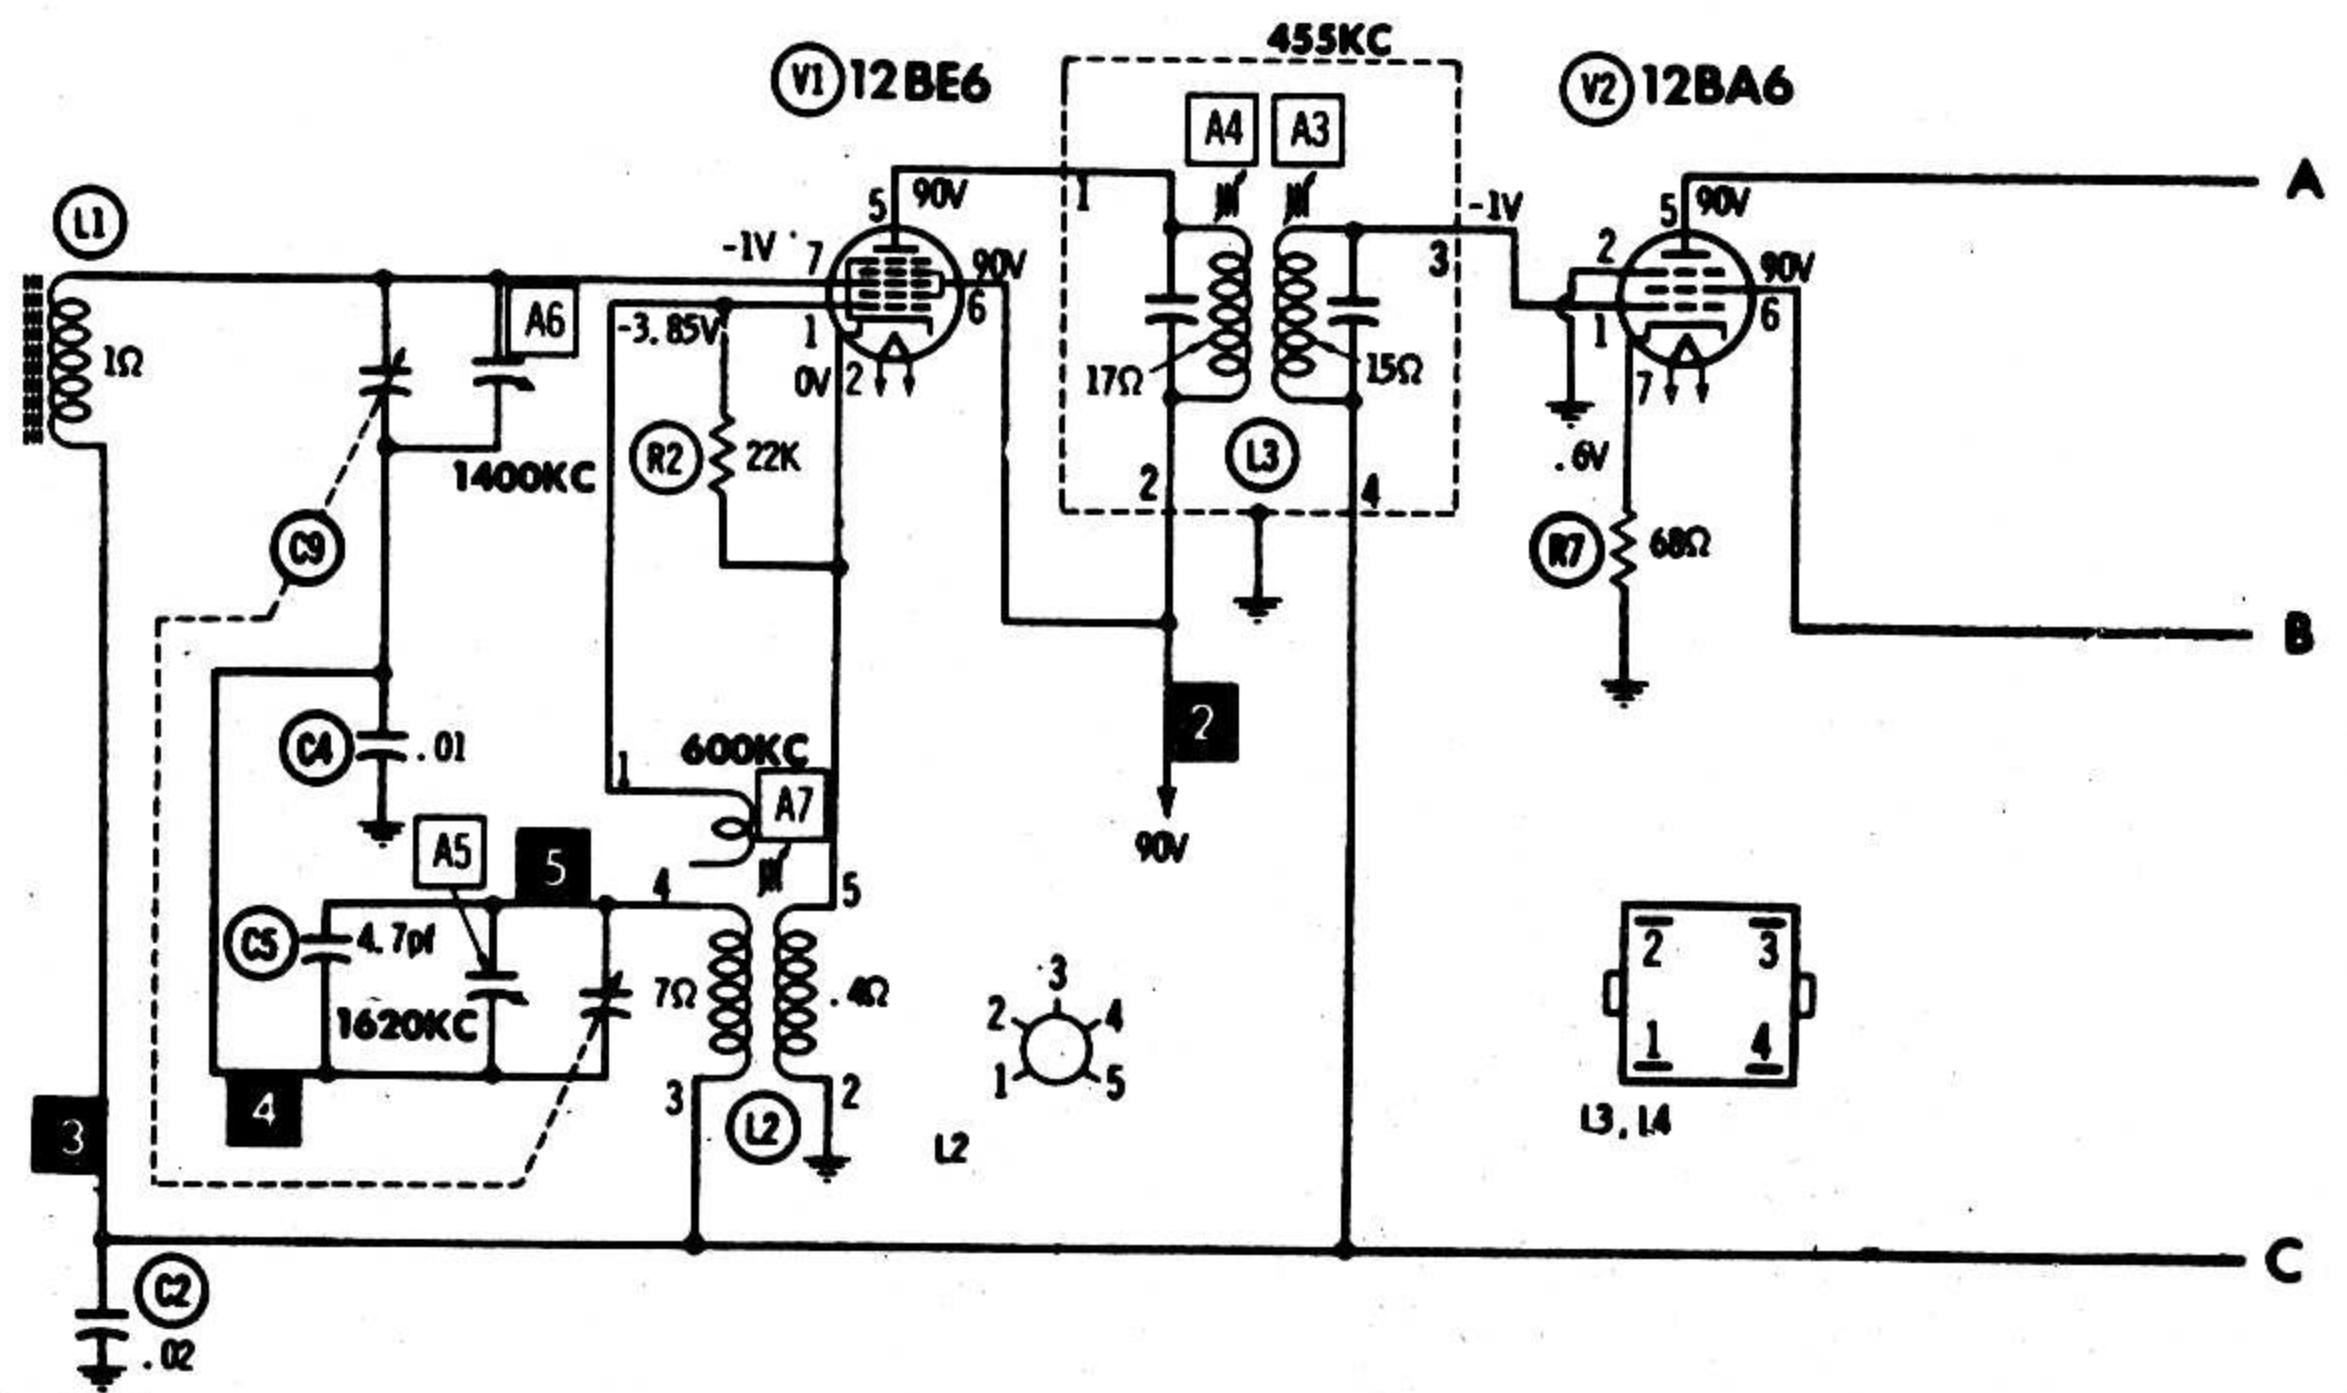 455KC
V1 12BE6
V2 12BA6
A4 A3
A
L1
5 90V
1
-1V
5 90V
-1V 7
2
3
90V
90V
A6
6
6
-3.85V
1
1
1Ω
17Ω
15Ω
0V 2
7
1400KC
R2 22K
L3
.6V
2
4
C9
R7 68Ω
B
2
C4 .01
600KC
1
A7
90V
A5
5
4
5
C5 4.7pf
2
3
3
7Ω
.4Ω
2
4
1620KC
1
5
1
4
3
2
4
3
L2
L2
L3, L4
C
C2
.02